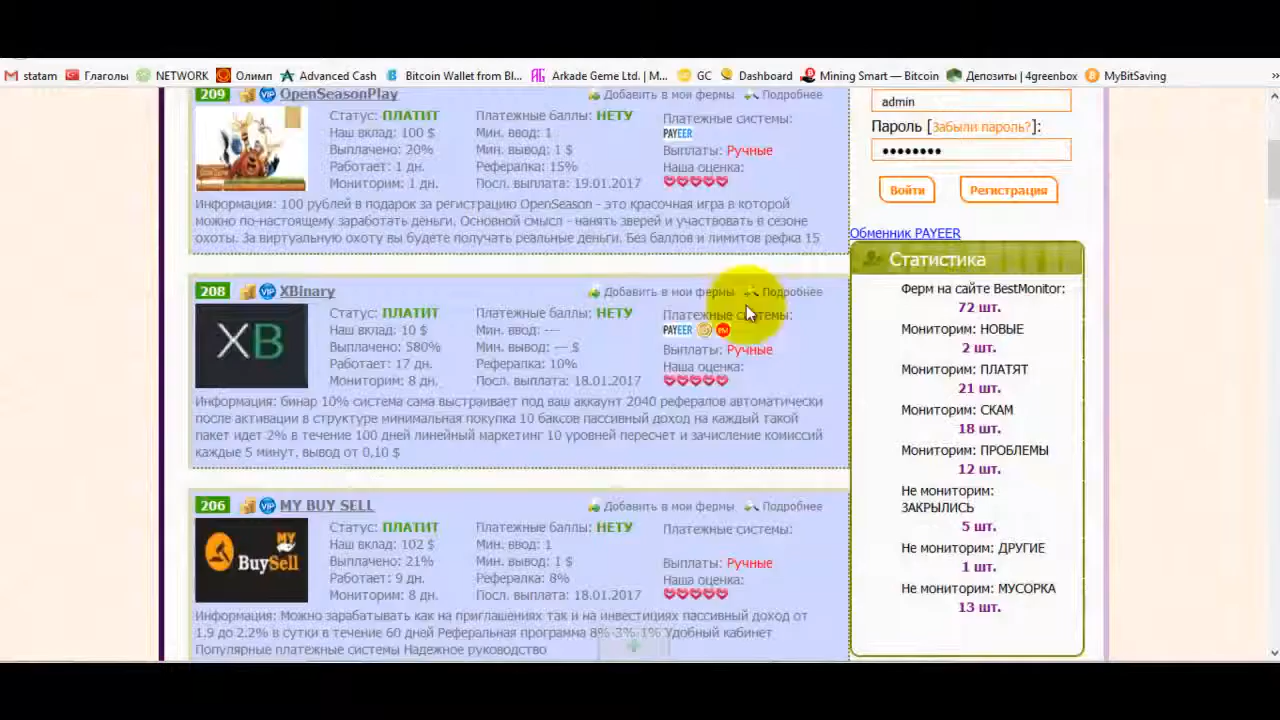 statam Глаголы NETWORK Олимп Advanced Cash Bitcoin Wallet from Bl... Arkade Geme Ltd. | M... GC Dashboard Mining Smart — Bitcoin Депозиты | 4greenbox MyBitSaving »
209 VIP OpenSeasonPlay Добавить в мои фермы Подробнее
Статус: ПЛАТИТ Платежные баллы: НЕТУ Платежные системы:
Наш вклад: 100 $ Мин. ввод: 1 PAYEER
Выплачено: 20% Мин. вывод: 1 $ Выплаты: Ручные
Работает: 1 дн. Рефералка: 15% Наша оценка:
Мониторим: 1 дн. Посл. выплата: 19.01.2017
Информация: 100 рублей в подарок за регистрацию OpenSeason - это красочная игра в которой
можно по-настоящему заработать деньги. Основной смысл - нанять зверей и участвовать в сезоне
охоты. За виртуальную охоту вы будете получать реальные деньги. Без баллов и лимитов рефка 15
208 VIP XBinary Добавить в мои фермы Подробнее
XB
Статус: ПЛАТИТ Платежные баллы: НЕТУ Платежные системы:
Наш вклад: 10 $ Мин. ввод: --- PAYEER PM
Выплачено: 580% Мин. вывод: --- $ Выплаты: Ручные
Работает: 17 дн. Рефералка: 10% Наша оценка:
Мониторим: 8 дн. Посл. выплата: 18.01.2017
Информация: бинар 10% система сама выстраивает под ваш аккаунт 2040 рефералов автоматически
после активации в структуре минимальная покупка 10 баксов пассивный доход на каждый такой
пакет идет 2% в течение 100 дней линейный маркетинг 10 уровней пересчет и зачисление комиссий
каждые 5 минут, вывод от 0,10 $
206 VIP MY BUY SELL Добавить в мои фермы Подробнее
MY
BuySell
Статус: ПЛАТИТ Платежные баллы: НЕТУ Платежные системы:
Наш вклад: 102 $ Мин. ввод: 1
Выплачено: 21% Мин. вывод: 1 $ Выплаты: Ручные
Работает: 9 дн. Рефералка: 8% Наша оценка:
Мониторим: 8 дн. Посл. выплата: 18.01.2017
Информация: Можно зарабатывать как на приглашениях так и на инвестициях пассивный доход от
1.9 до 2.2% в сутки в течение 60 дней Реферальная программа 8%-3%-1% Удобный кабинет
Популярные платежные системы Надежное руководство
admin
Пароль [Забыли пароль?]:
Войти Регистрация
Обменник PAYEER
Статистика
Ферм на сайте BestMonitor:
72 шт.
Мониторим: НОВЫЕ
2 шт.
Мониторим: ПЛАТЯТ
21 шт.
Мониторим: СКАМ
18 шт.
Мониторим: ПРОБЛЕМЫ
12 шт.
Не мониторим:
ЗАКРЫЛИСЬ
5 шт.
Не мониторим: ДРУГИЕ
1 шт.
Не мониторим: МУСОРКА
13 шт.